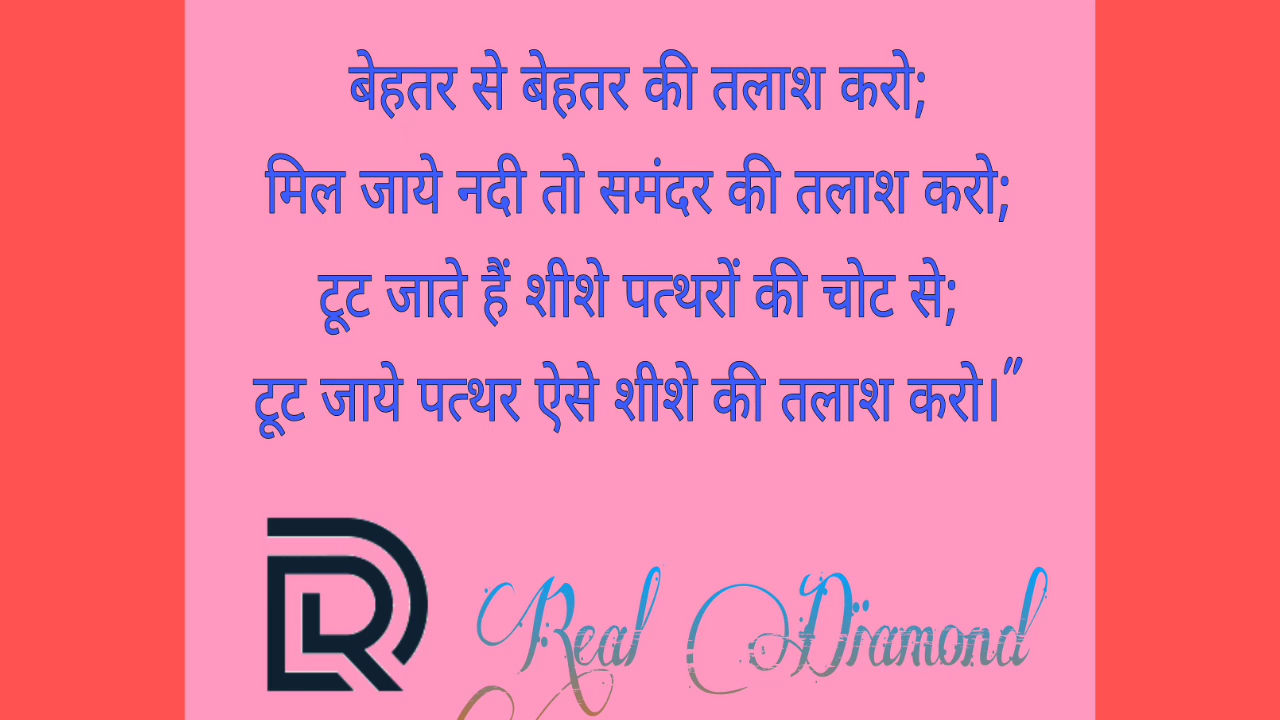 बेहतर से बेहतर की तलाश करो;
मिल जाये नदी तो समंदर की तलाश करो;
टूट जाते हैं शीशे पत्थरों की चोट से;
टूट जाये पत्थर ऐसे शीशे की तलाश करो।”
Real Diamond